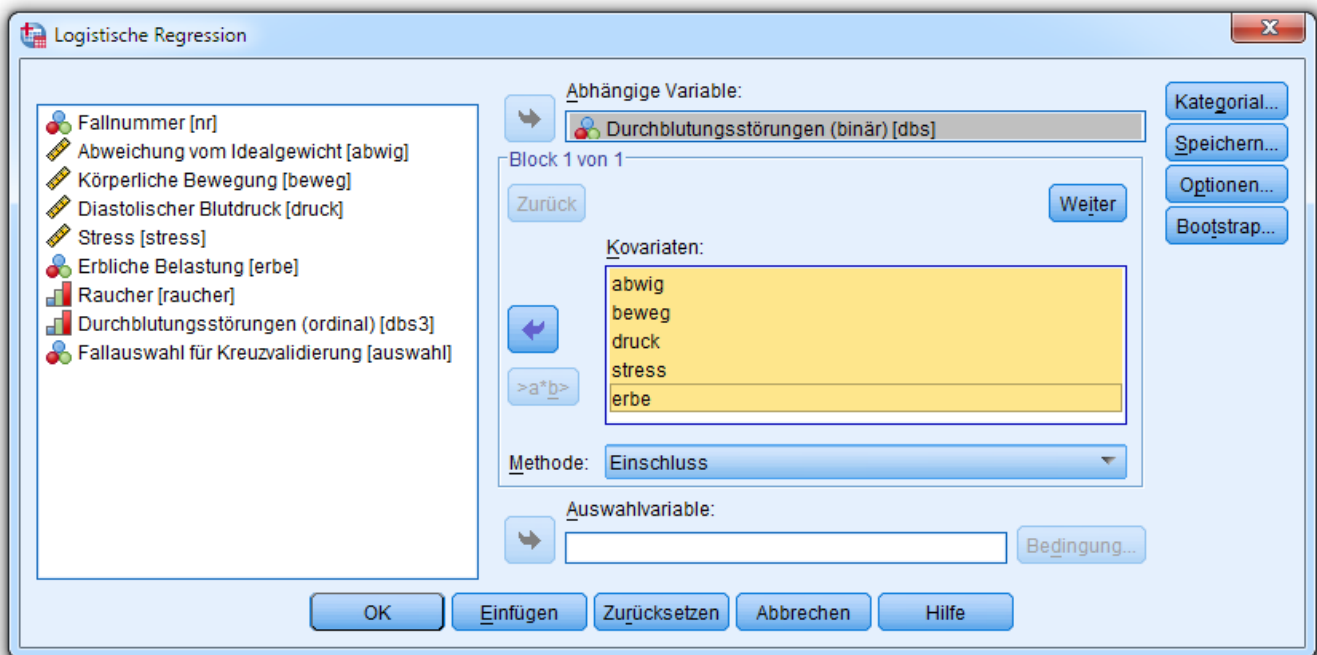 Logistische Regression
Fallnummer [nr]
Abweichung vom Idealgewicht [abwig]
Körperliche Bewegung [beweg]
Diastolischer Blutdruck [druck]
Stress [stress]
Erbliche Belastung [erbe]
Raucher [raucher]
Durchblutungsstörungen (ordinal) [dbs3]
Fallauswahl für Kreuzvalidierung [auswahl]
Abhängige Variable:
Durchblutungsstörungen (binär) [dbs]
Block 1 von 1
Zurück
Weiter
Kovariaten:
abwig
beweg
druck
stress
erbe
>a*b>
Methode:
Einschluss
Auswahlvariable:
Bedingung...
Kategorial...
Speichern...
Optionen...
Bootstrap...
OK
Einfügen
Zurücksetzen
Abbrechen
Hilfe